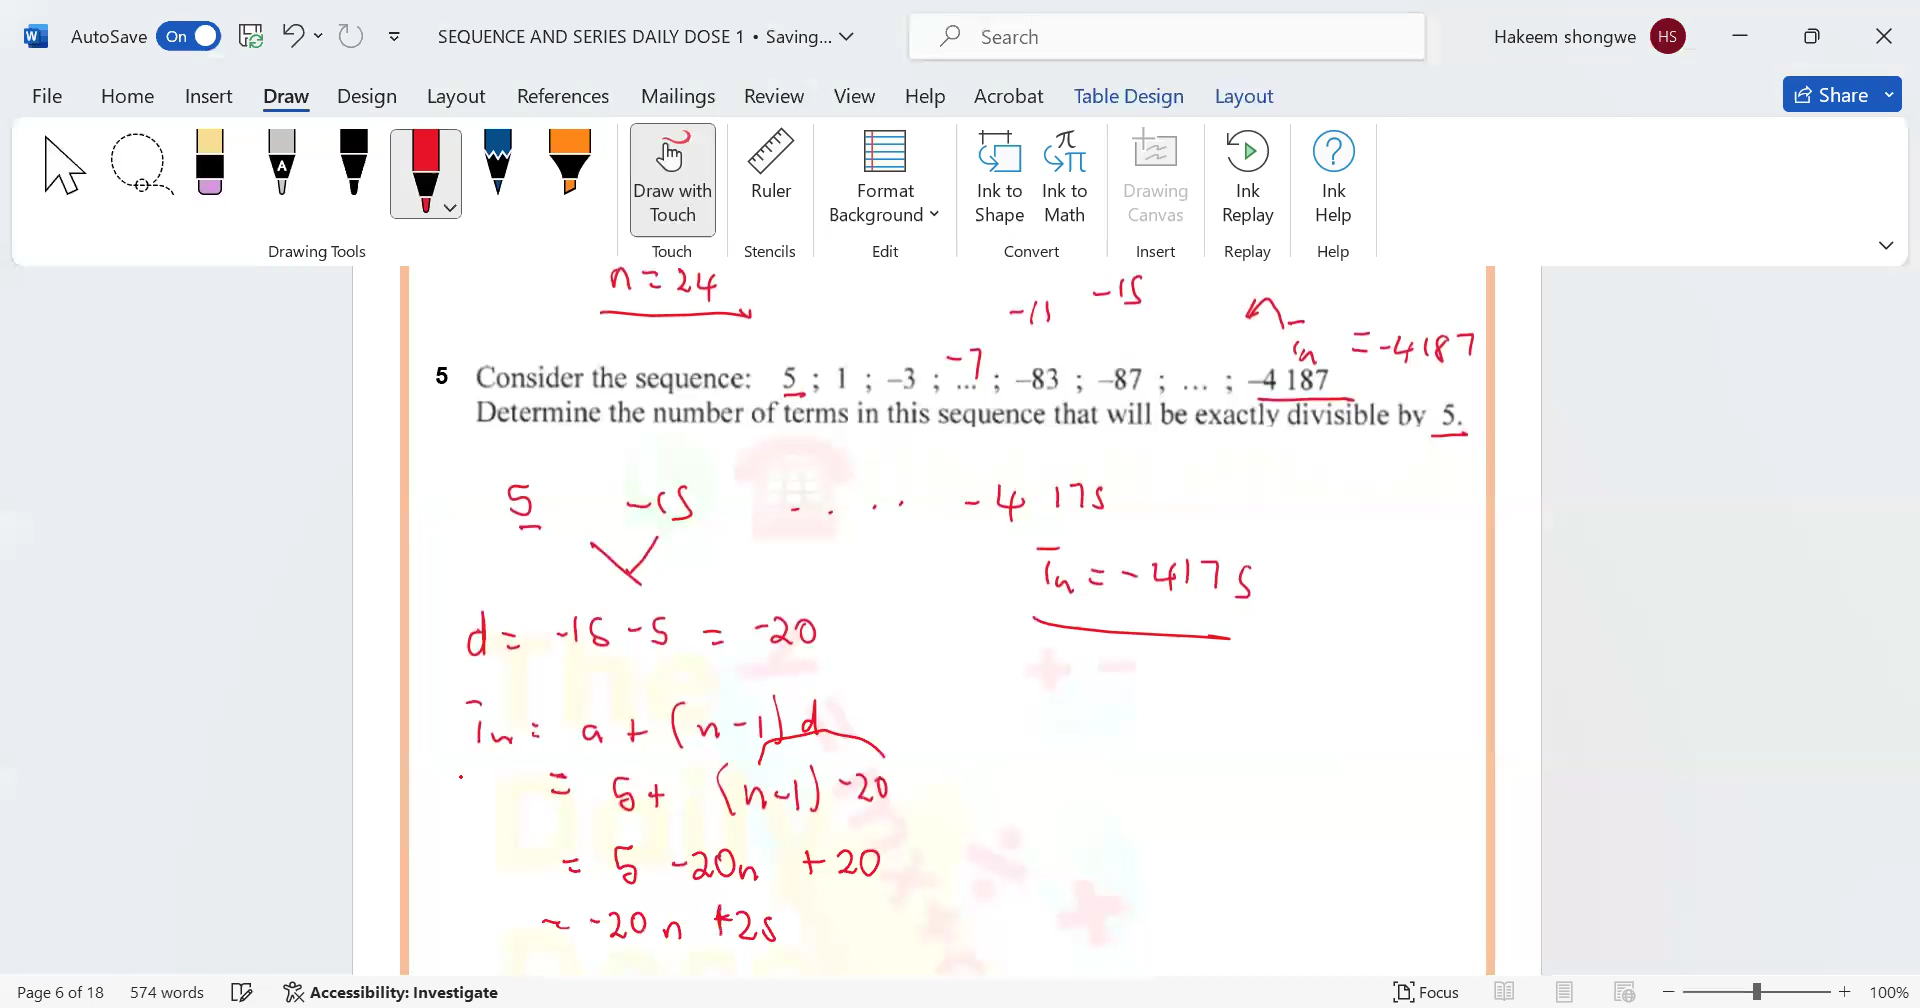 AutoSave On SEQUENCE AND SERIES DAILY DOSE 1 • Saving... Search Hakeem shongwe HS
File Home Insert Draw Design Layout References Mailings Review View Help Acrobat Table Design Layout Share
Draw with Touch Ruler Format Background Ink to Shape Ink to Math Drawing Canvas Ink Replay Ink Help
Drawing Tools Touch Stencils Edit Convert Insert Replay Help
n = 24
-11 -15
Tn = -4187
-7
5 Consider the sequence: 5 ; 1 ; –3 ; ... ; –83 ; –87 ; ... ; –4 187
Determine the number of terms in this sequence that will be exactly divisible by 5.
5 -15 .... -4 175
Tn = -4175
d = -15 -5 = -20
Tn = a + (n-1)d
= 5 + (n-1) -20
= 5 -20n +20
= -20n +25
The
Daily
Dose
Page 6 of 18 574 words Accessibility: Investigate Focus 100%